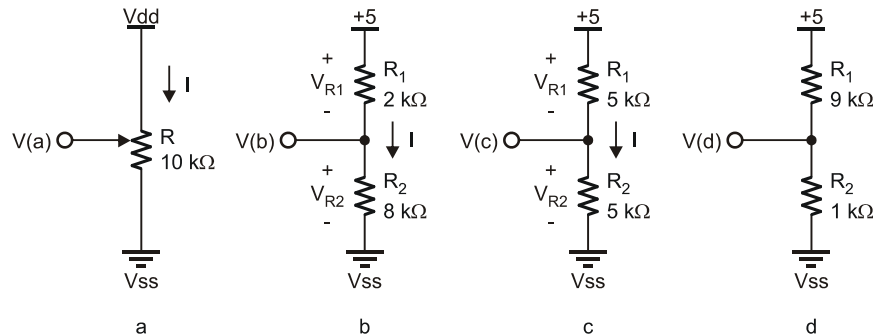 Vdd
I
V(a)
R
10 kΩ
Vss
a
+5
+
VR1
-
R1
2 kΩ
V(b)
I
+
VR2
-
R2
8 kΩ
Vss
b
+5
+
VR1
-
R1
5 kΩ
V(c)
I
+
VR2
-
R2
5 kΩ
Vss
c
+5
R1
9 kΩ
V(d)
R2
1 kΩ
Vss
d